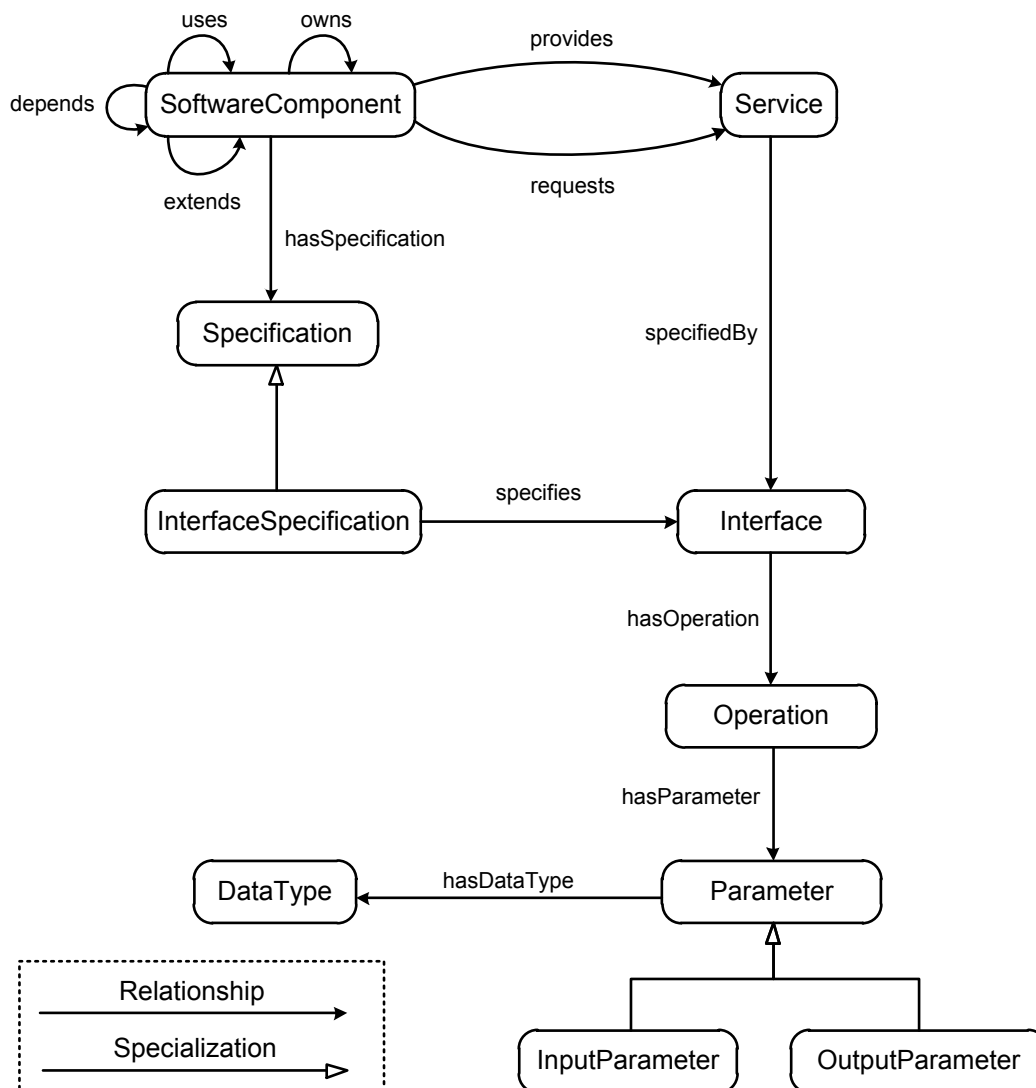 uses
owns
provides
depends
SoftwareComponent
Service
extends
requests
hasSpecification
Specification
specifiedBy
InterfaceSpecification
specifies
Interface
hasOperation
Operation
hasParameter
DataType
hasDataType
Parameter
Relationship
Specialization
InputParameter
OutputParameter